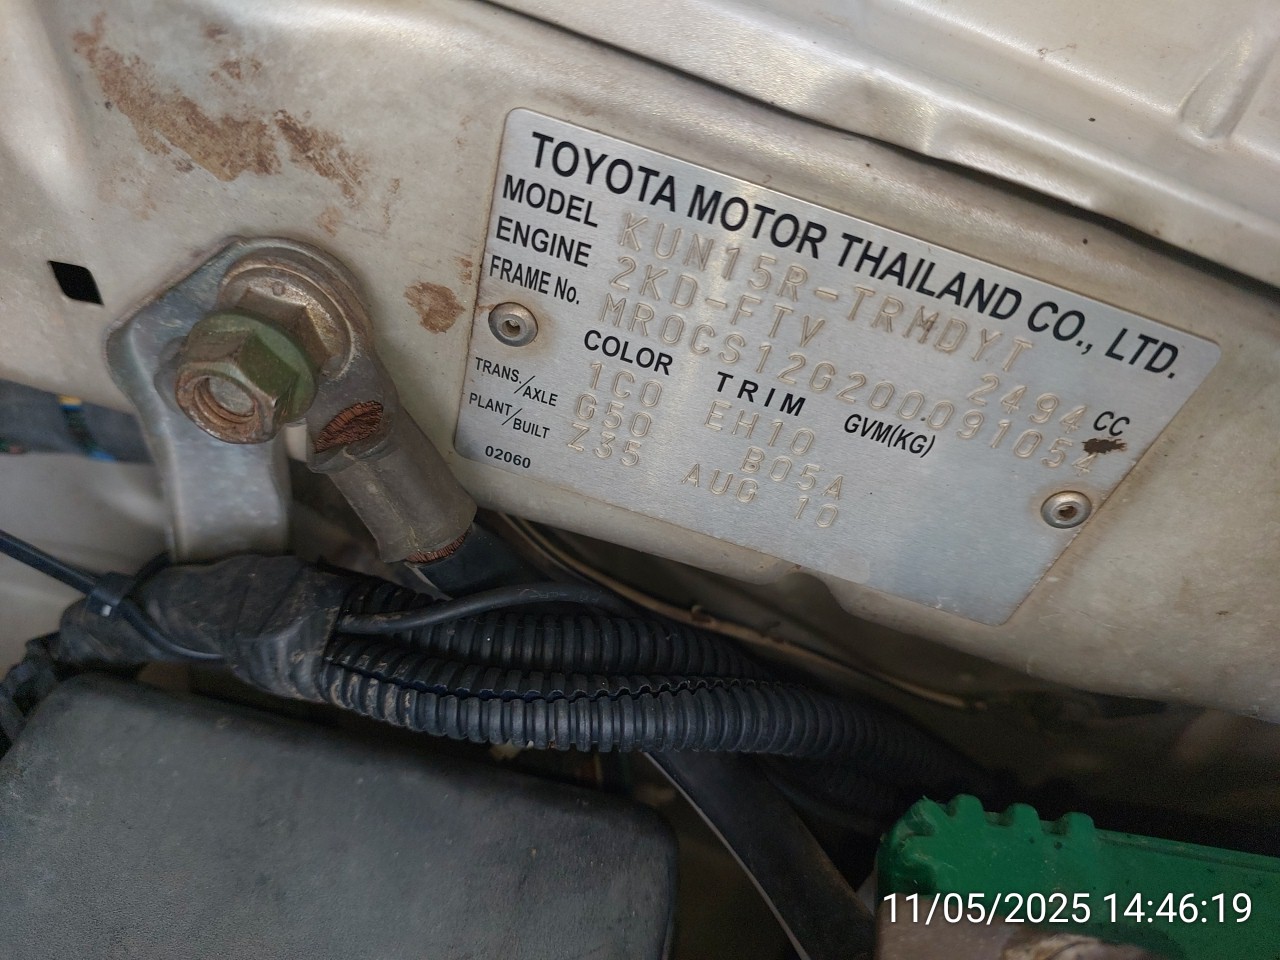 TOYOTA MOTOR THAILAND CO., LTD.
MODEL KUN15R-TRMDYT
ENGINE 2KD-FTV 2494 CC
FRAME No. MR0CS12G200091054
COLOR TRIM GVM(KG)
1C0 EH10
TRANS./AXLE G50 B05A
PLANT/BUILT Z35 AUG 10
02060
11/05/2025 14:46:19